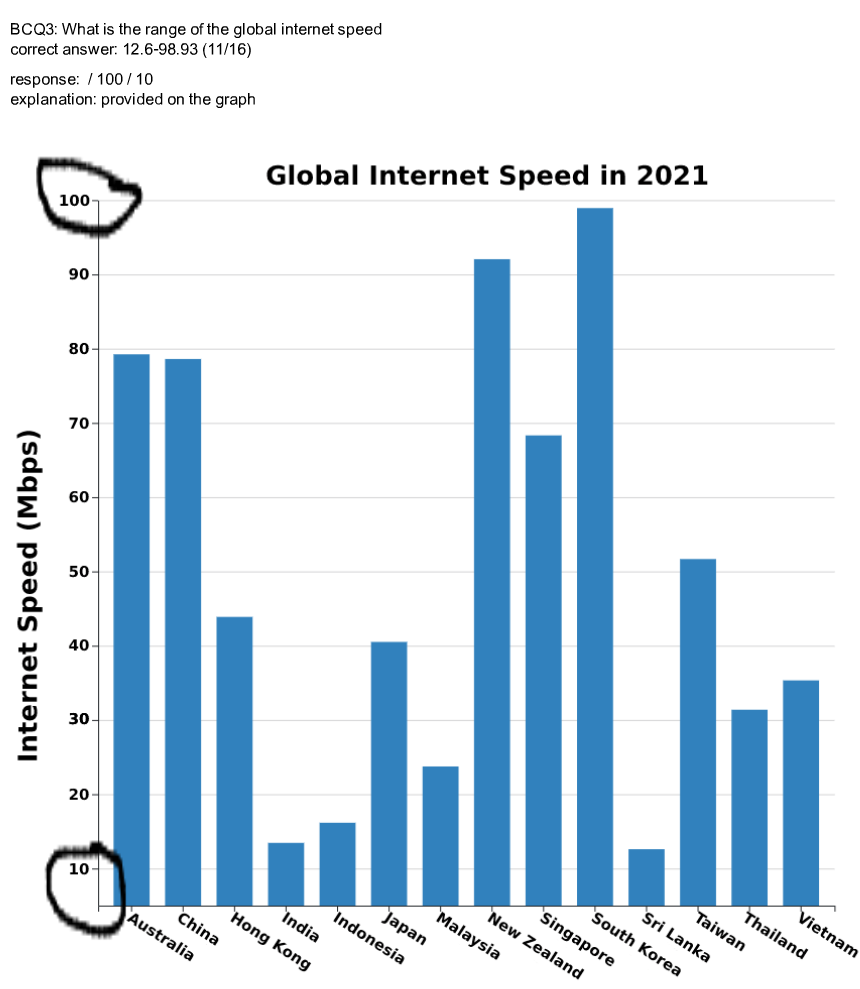 BCQ3: What is the range of the global internet speed
correct answer: 12.6-98.93 (11/16)
response:  / 100 / 10
explanation: provided on the graph
Global Internet Speed in 2021
Internet Speed (Mbps)
100
90
80
70
60
50
40
30
20
10
Australia
China
Hong Kong
India
Indonesia
Japan
Malaysia
New Zealand
Singapore
South Korea
Sri Lanka
Taiwan
Thailand
Vietnam